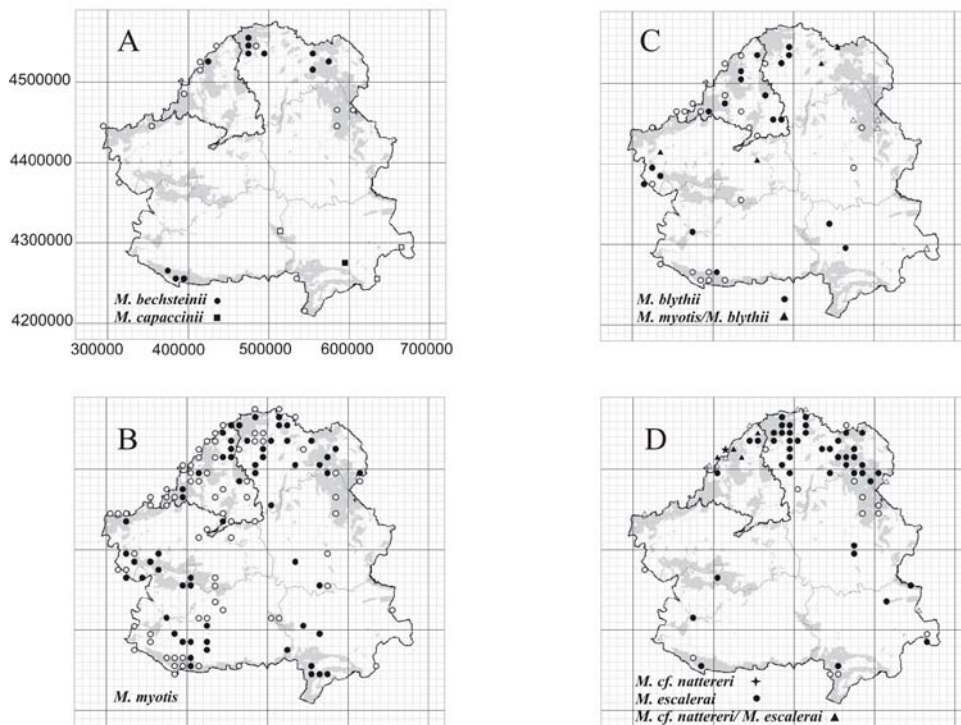 A
C
4500000
4400000
4300000
4200000
M. bechsteinii
M. capaccinii
M. blythii
M. myotis/M. blythii
300000 400000 500000 600000 700000
B
D
M. myotis
M. cf. nattereri
M. escalerai
M. cf. nattereri/ M. escalerai